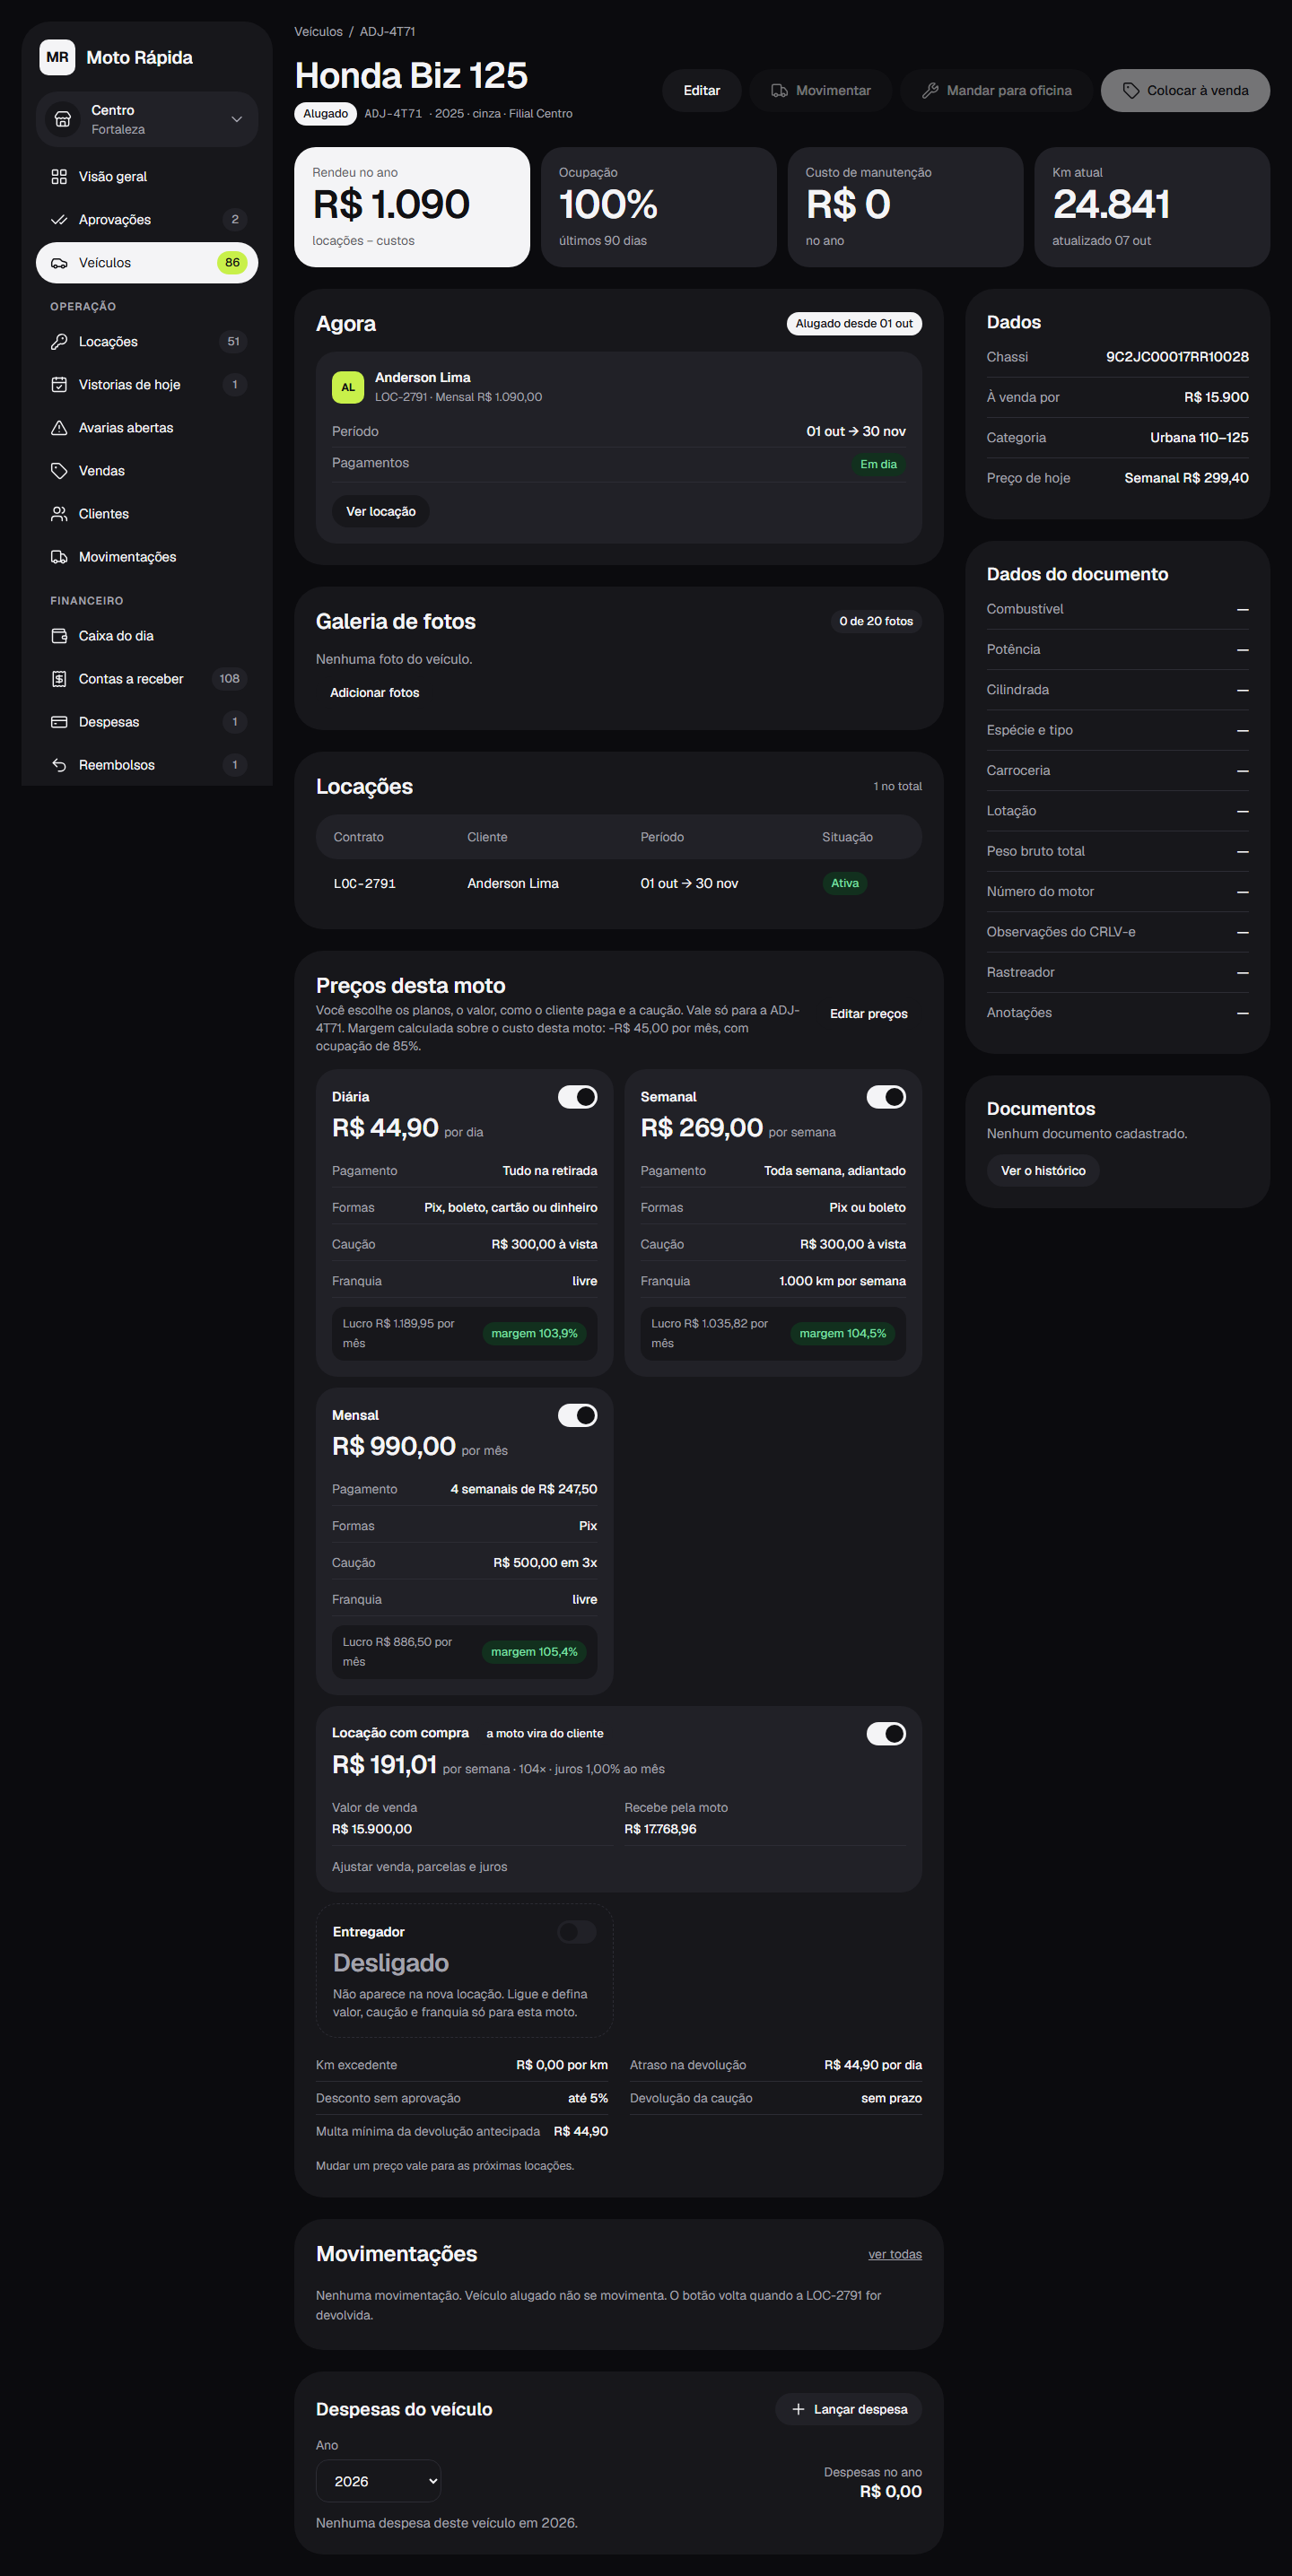 MR
Moto Rápida
Centro
Fortaleza
Visão geral
Aprovações 2
Veículos 86
OPERAÇÃO
Locações 51
Vistorias de hoje 1
Avarias abertas
Vendas
Clientes
Movimentações
FINANCEIRO
Caixa do dia
Contas a receber 108
Despesas 1
Reembolsos 1
Veículos / ADJ-4T71
Honda Biz 125
Alugado ADJ-4T71 · 2025 · cinza · Filial Centro
Editar
Movimentar
Mandar para oficina
Colocar à venda
Rendeu no ano
R$ 1.090
locações − custos
Ocupação
100%
últimos 90 dias
Custo de manutenção
R$ 0
no ano
Km atual
24.841
atualizado 07 out
Agora
Alugado desde 01 out
AL
Anderson Lima
LOC-2791 · Mensal R$ 1.090,00
Período 01 out → 30 nov
Pagamentos Em dia
Ver locação
Galeria de fotos
0 de 20 fotos
Nenhuma foto do veículo.
Adicionar fotos
Locações
1 no total
Contrato Cliente Período Situação
LOC-2791 Anderson Lima 01 out → 30 nov Ativa
Preços desta moto
Você escolhe os planos, o valor, como o cliente paga e a caução. Vale só para a ADJ-
4T71. Margem calculada sobre o custo desta moto: -R$ 45,00 por mês, com
ocupação de 85%.
Editar preços
Diária
R$ 44,90 por dia
Pagamento Tudo na retirada
Formas Pix, boleto, cartão ou dinheiro
Caução R$ 300,00 à vista
Franquia livre
Lucro R$ 1.189,95 por
mês
margem 103,9%
Semanal
R$ 269,00 por semana
Pagamento Toda semana, adiantado
Formas Pix ou boleto
Caução R$ 300,00 à vista
Franquia 1.000 km por semana
Lucro R$ 1.035,82 por
mês
margem 104,5%
Mensal
R$ 990,00 por mês
Pagamento 4 semanais de R$ 247,50
Formas Pix
Caução R$ 500,00 em 3x
Franquia livre
Lucro R$ 886,50 por
mês
margem 105,4%
Locação com compra a moto vira do cliente
R$ 191,01 por semana · 104× · juros 1,00% ao mês
Valor de venda
R$ 15.900,00
Recebe pela moto
R$ 17.768,96
Ajustar venda, parcelas e juros
Entregador
Desligado
Não aparece na nova locação. Ligue e defina
valor, caução e franquia só para esta moto.
Km excedente R$ 0,00 por km
Atraso na devolução R$ 44,90 por dia
Desconto sem aprovação até 5%
Devolução da caução sem prazo
Multa mínima da devolução antecipada R$ 44,90
Mudar um preço vale para as próximas locações.
Movimentações
ver todas
Nenhuma movimentação. Veículo alugado não se movimenta. O botão volta quando a LOC-2791 for
devolvida.
Despesas do veículo
Lançar despesa
Ano
2026
Despesas no ano
R$ 0,00
Nenhuma despesa deste veículo em 2026.
Dados
Chassi 9C2JC00017RR10028
À venda por R$ 15.900
Categoria Urbana 110–125
Preço de hoje Semanal R$ 299,40
Dados do documento
Combustível —
Potência —
Cilindrada —
Espécie e tipo —
Carroceria —
Lotação —
Peso bruto total —
Número do motor —
Observações do CRLV-e —
Rastreador —
Anotações —
Documentos
Nenhum documento cadastrado.
Ver o histórico